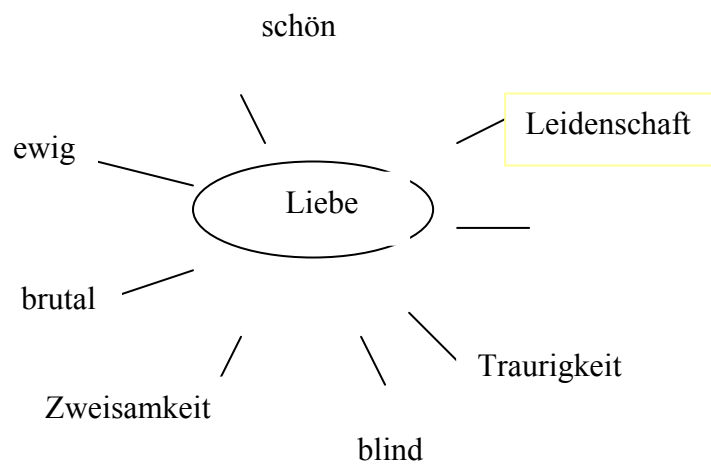 schön
Leidenschaft
ewig
Liebe
brutal
Traurigkeit
Zweisamkeit
blind